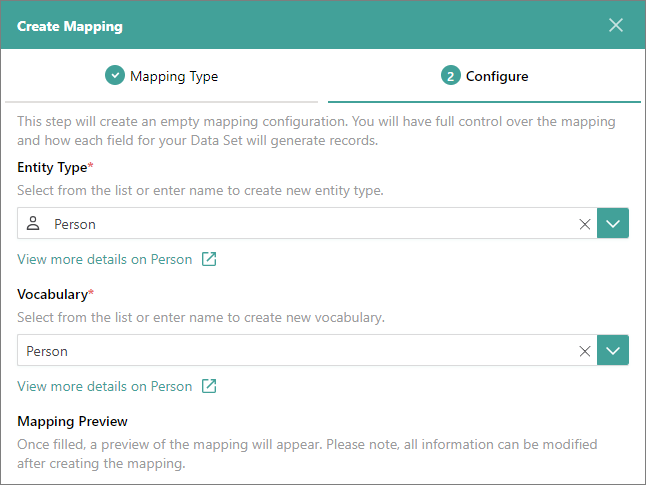 Create Mapping
Mapping Type
2 Configure
This step will create an empty mapping configuration. You will have full control over the mapping
and how each field for your Data Set will generate records.
Entity Type*
Select from the list or enter name to create new entity type.
Person
View more details on Person
Vocabulary*
Select from the list or enter name to create new vocabulary.
Person
View more details on Person
Mapping Preview
Once filled, a preview of the mapping will appear. Please note, all information can be modified
after creating the mapping.